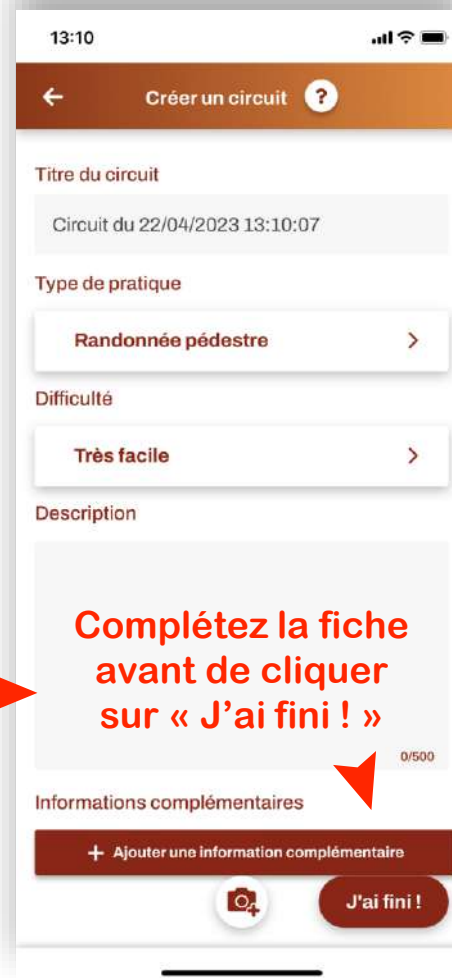 13:10
Créer un circuit ?
Titre du circuit
Circuit du 22/04/2023 13:10:07
Type de pratique
Randonnée pédestre
Difficulté
Très facile
Description
Complétez la fiche
avant de cliquer
sur « J'ai fini ! »
0/500
Informations complémentaires
+ Ajouter une information complémentaire
J'ai fini !